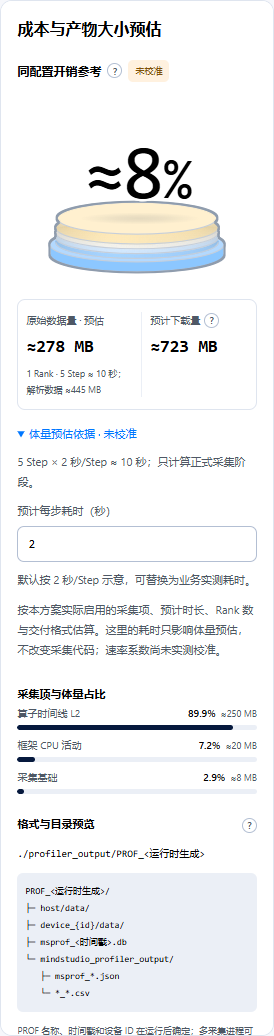 成本与产物大小预估
同配置开销参考 ? 未校准
≈8%
原始数据量 · 预估
≈278 MB
1 Rank · 5 Step ≈ 10 秒；
解析数据 ≈445 MB
预计下载量 ?
≈723 MB
▼ 体量预估依据 · 未校准
5 Step × 2 秒/Step ≈ 10 秒；只计算正式采集阶
段。
预计每步耗时（秒）
2
默认按 2 秒/Step 示意，可替换为业务实测耗时。
按本方案实际启用的采集项、预计时长、Rank 数
与交付格式估算。这里的耗时只影响体量预估，
不改变采集代码；速率系数尚未实测校准。
采集项与体量占比
算子时间线 L2 89.9% ≈250 MB
框架 CPU 活动 7.2% ≈20 MB
采集基础 2.9% ≈8 MB
格式与目录预览 ?
./profiler_output/PROF_<运行时生成>
PROF_<运行时生成>/
├─ host/data/
├─ device_{id}/data/
├─ msprof_<时间戳>.db
└─ mindstudio_profiler_output/
├─ msprof_*.json
└─ *_*.csv
PROF 名称、时间戳和设备 ID 在运行后确定；多采集进程可